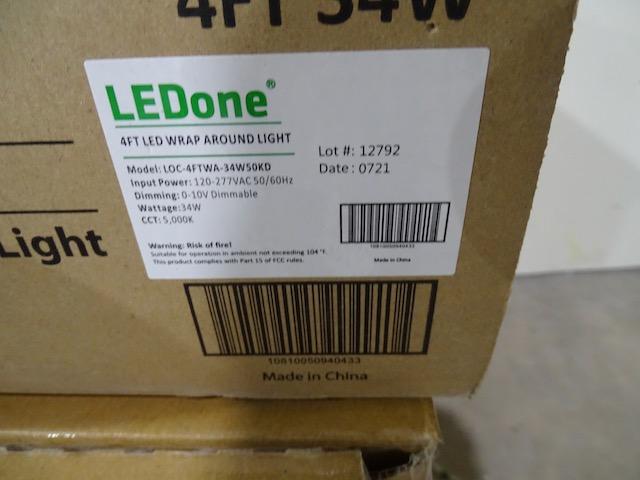 4FT 34W
LEDone®
4FT LED WRAP AROUND LIGHT
Model: LOC-4FTWA-34W50KD
Input Power: 120-277VAC 50/60Hz
Dimming: 0-10V Dimmable
Wattage:34W
CCT: 5,000K
Warning: Risk of fire!
Suitable for operation in ambient not exceeding 104 °F.
This product complies with Part 15 of FCC rules.
Lot #: 12792
Date : 0721
10810050940433
Made in China
Light
10810050940433
Made in China